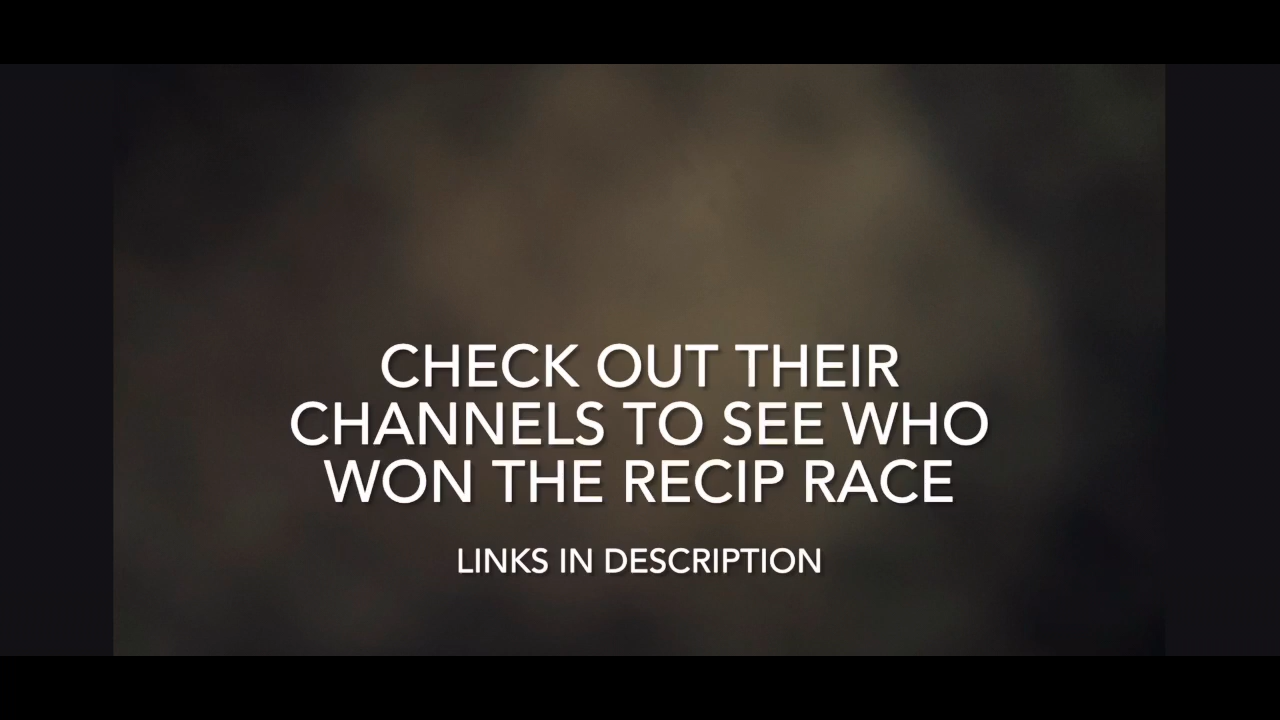 CHECK OUT THEIR
CHANNELS TO SEE WHO
WON THE RECIP RACE
LINKS IN DESCRIPTION